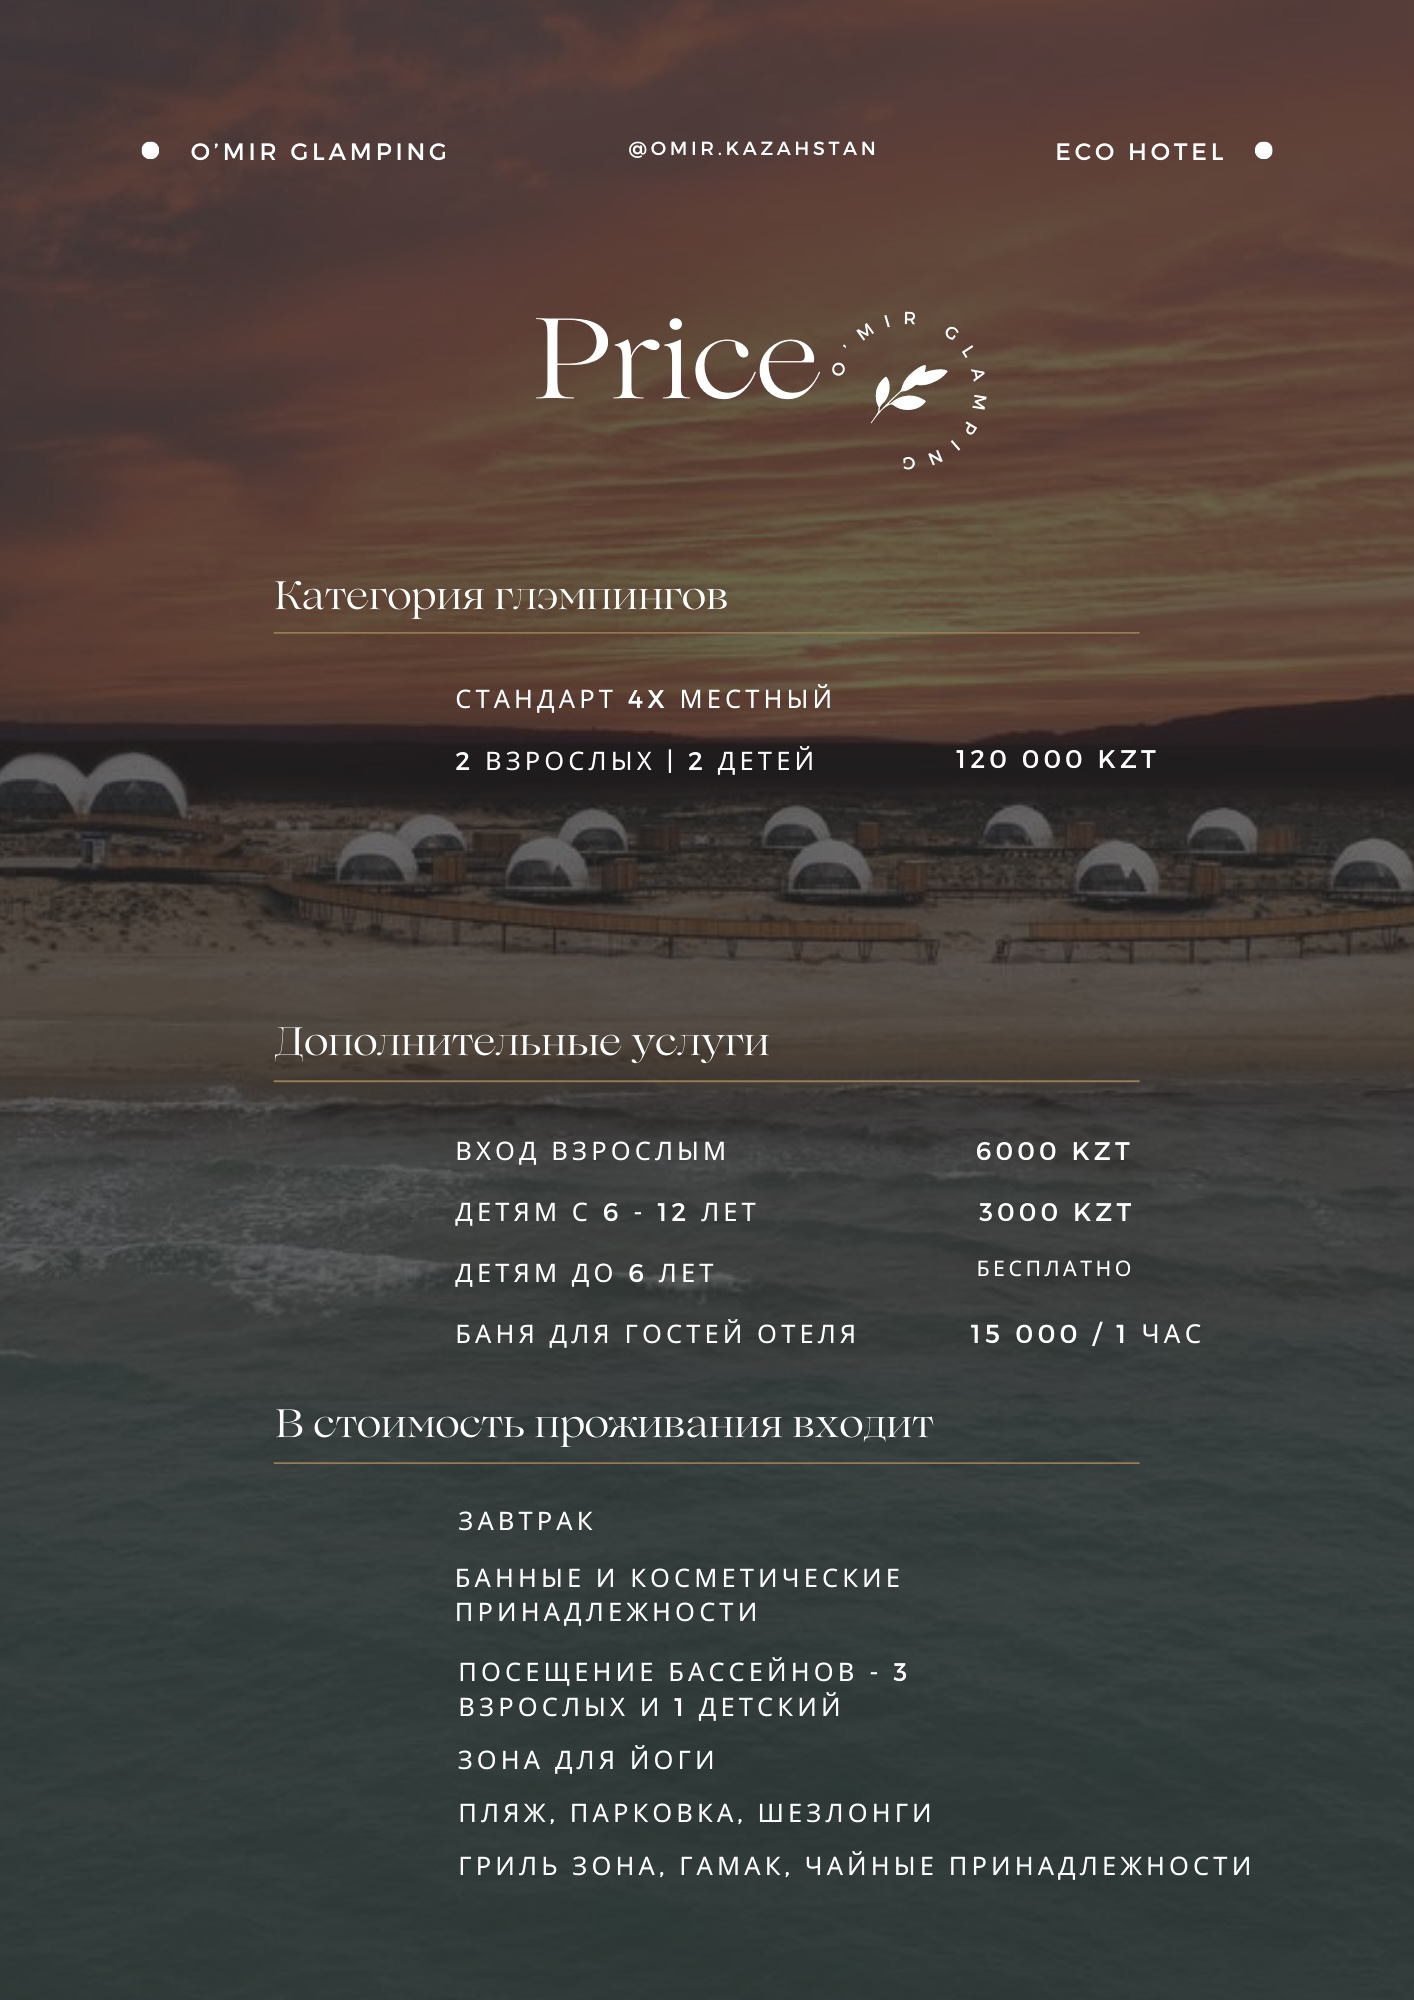 O'MIR GLAMPING
@OMIR.KAZAHSTAN
ECO HOTEL
Price
O'MIR GLAMPING
Категория глэмпингов
СТАНДАРТ 4X МЕСТНЫЙ
2 ВЗРОСЛЫХ | 2 ДЕТЕЙ
120 000 KZT
Дополнительные услуги
ВХОД ВЗРОСЛЫМ
6000 KZT
ДЕТЯМ С 6 - 12 ЛЕТ
3000 KZT
ДЕТЯМ ДО 6 ЛЕТ
БЕСПЛАТНО
БАНЯ ДЛЯ ГОСТЕЙ ОТЕЛЯ
15 000 / 1 ЧАС
В стоимость проживания входит
ЗАВТРАК
БАННЫЕ И КОСМЕТИЧЕСКИЕ
ПРИНАДЛЕЖНОСТИ
ПОСЕЩЕНИЕ БАССЕЙНОВ - 3
ВЗРОСЛЫХ И 1 ДЕТСКИЙ
ЗОНА ДЛЯ ЙОГИ
ПЛЯЖ, ПАРКОВКА, ШЕЗЛОНГИ
ГРИЛЬ ЗОНА, ГАМАК, ЧАЙНЫЕ ПРИНАДЛЕЖНОСТИ